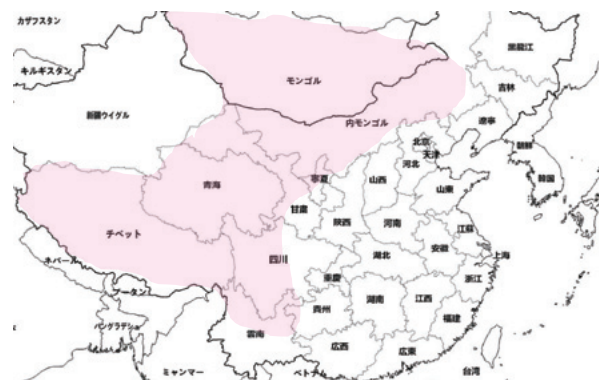 カザフスタン
キルギスタン
新疆ウイグル
モンゴル
内モンゴル
黒龍江
吉林
遼寧
北京
天津
河北
朝鮮
韓国
山西
山東
寧夏
青海
甘粛
陝西
河南
江蘇
チベット
四川
湖北
安徽
上海
重慶
浙江
ネパール
ブータン
貴州
湖南
江西
福建
バングラデシュ
雲南
広西
広東
ミャンマー
ベトナム
台湾